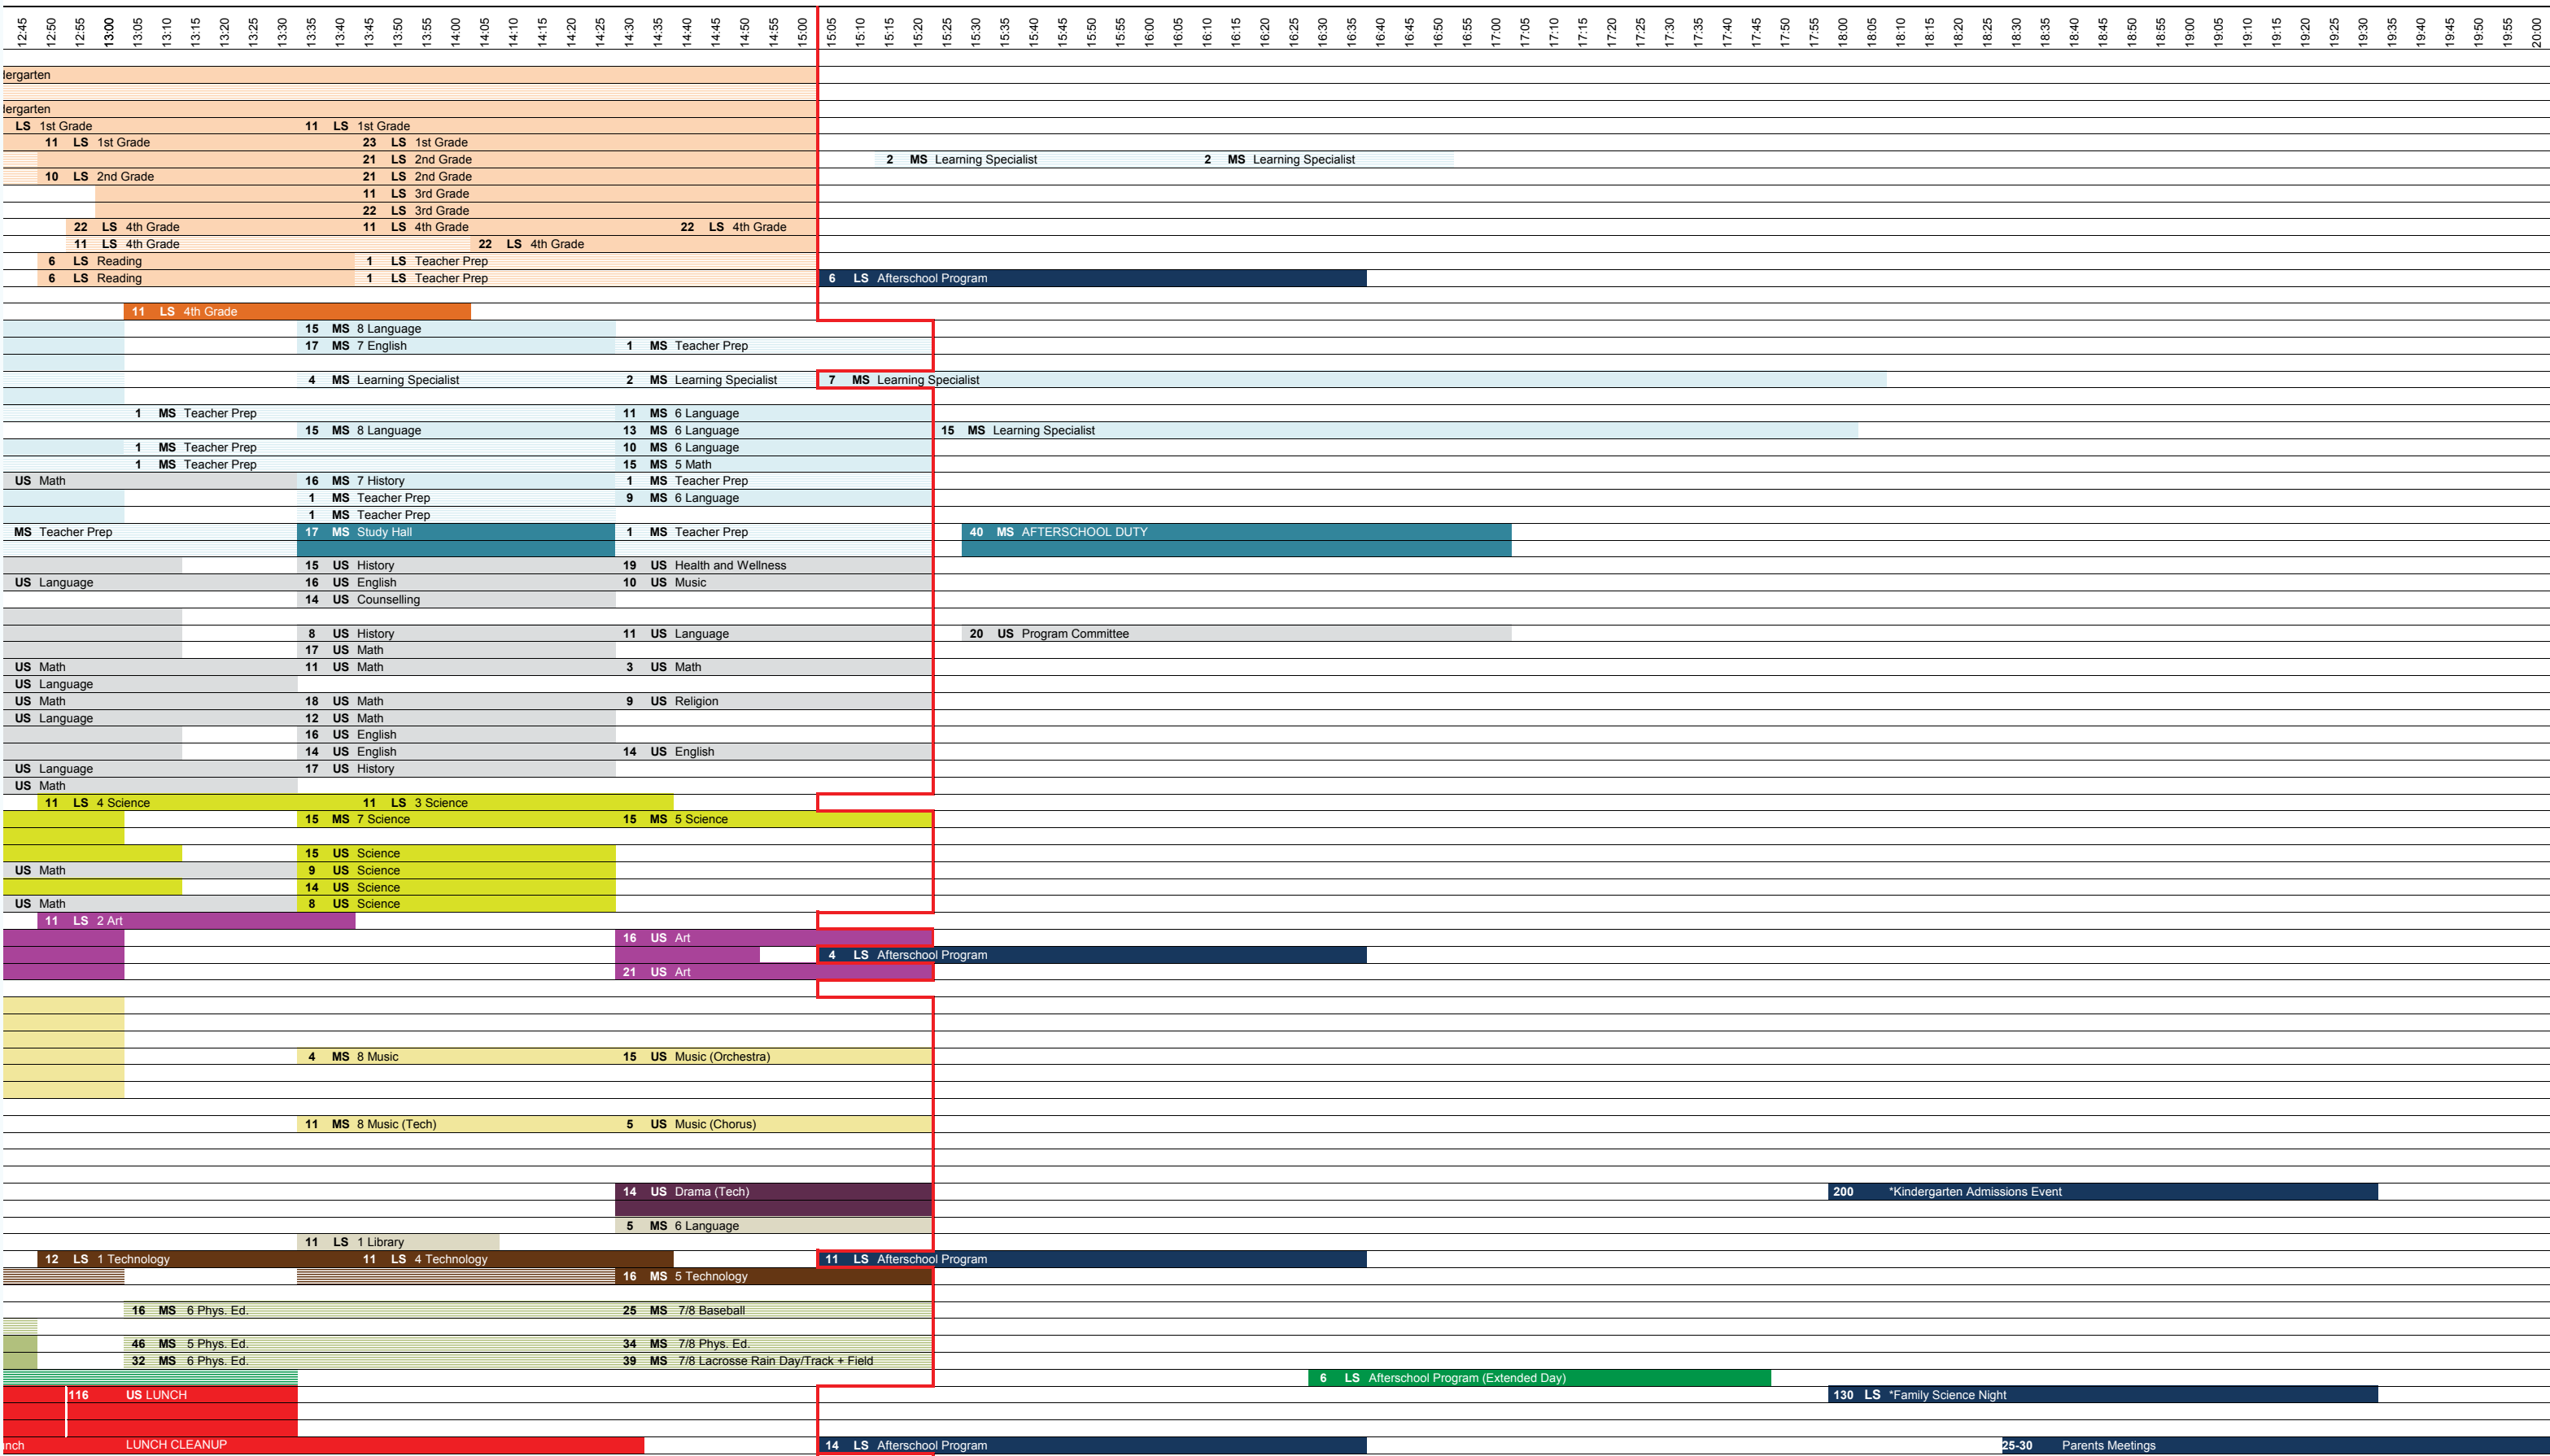 12:45 12:50 12:55 13:00 13:05 13:10 13:15 13:20 13:25 13:30 13:35 13:40 13:45 13:50 13:55 14:00 14:05 14:10 14:15 14:20 14:25 14:30 14:35 14:40 14:45 14:50 14:55 15:00 15:05 15:10 15:15 15:20 15:25 15:30 15:35 15:40 15:45 15:50 15:55 16:00 16:05 16:10 16:15 16:20 16:25 16:30 16:35 16:40 16:45 16:50 16:55 17:00 17:05 17:10 17:15 17:20 17:25 17:30 17:35 17:40 17:45 17:50 17:55 18:00 18:05 18:10 18:15 18:20 18:25 18:30 18:35 18:40 18:45 18:50 18:55 19:00 19:05 19:10 19:15 19:20 19:25 19:30 19:35 19:40 19:45 19:50 19:55 20:00
dergarten
dergarten
LS 1st Grade 11 LS 1st Grade
11 LS 1st Grade 23 LS 1st Grade
21 LS 2nd Grade 2 MS Learning Specialist 2 MS Learning Specialist
10 LS 2nd Grade 21 LS 2nd Grade
11 LS 3rd Grade
22 LS 3rd Grade
22 LS 4th Grade 11 LS 4th Grade 22 LS 4th Grade
11 LS 4th Grade 22 LS 4th Grade
6 LS Reading 1 LS Teacher Prep
6 LS Reading 1 LS Teacher Prep 6 LS Afterschool Program
11 LS 4th Grade
15 MS 8 Language
17 MS 7 English 1 MS Teacher Prep
4 MS Learning Specialist 2 MS Learning Specialist 7 MS Learning Specialist
1 MS Teacher Prep 11 MS 6 Language
15 MS 8 Language 13 MS 6 Language 15 MS Learning Specialist
1 MS Teacher Prep 10 MS 6 Language
1 MS Teacher Prep 15 MS 5 Math
US Math 16 MS 7 History 1 MS Teacher Prep
1 MS Teacher Prep 9 MS 6 Language
1 MS Teacher Prep
MS Teacher Prep 17 MS Study Hall 1 MS Teacher Prep 40 MS AFTERSCHOOL DUTY
15 US History 19 US Health and Wellness
US Language 16 US English 10 US Music
14 US Counselling
8 US History 11 US Language 20 US Program Committee
17 US Math
US Math 11 US Math 3 US Math
US Language
US Math 18 US Math 9 US Religion
US Language 12 US Math
16 US English
14 US English 14 US English
US Language 17 US History
US Math
11 LS 4 Science 11 LS 3 Science
15 MS 7 Science 15 MS 5 Science
15 US Science
US Math 9 US Science
14 US Science
US Math 8 US Science
11 LS 2 Art
16 US Art
4 LS Afterschool Program
21 US Art
4 MS 8 Music 15 US Music (Orchestra)
11 MS 8 Music (Tech) 5 US Music (Chorus)
14 US Drama (Tech) 200 *Kindergarten Admissions Event
5 MS 6 Language
11 LS 1 Library
12 LS 1 Technology 11 LS 4 Technology 11 LS Afterschool Program
16 MS 5 Technology
16 MS 6 Phys. Ed. 25 MS 7/8 Baseball
46 MS 5 Phys. Ed. 34 MS 7/8 Phys. Ed.
32 MS 6 Phys. Ed. 39 MS 7/8 Lacrosse Rain Day/Track + Field
6 LS Afterschool Program (Extended Day)
116 US LUNCH 130 LS *Family Science Night
unch LUNCH CLEANUP 14 LS Afterschool Program 25-30 Parents Meetings